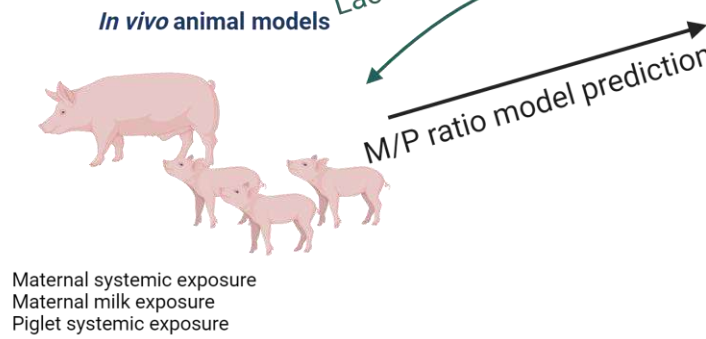 In vivo animal models
M/P ratio model prediction
Maternal systemic exposure
Maternal milk exposure
Piglet systemic exposure